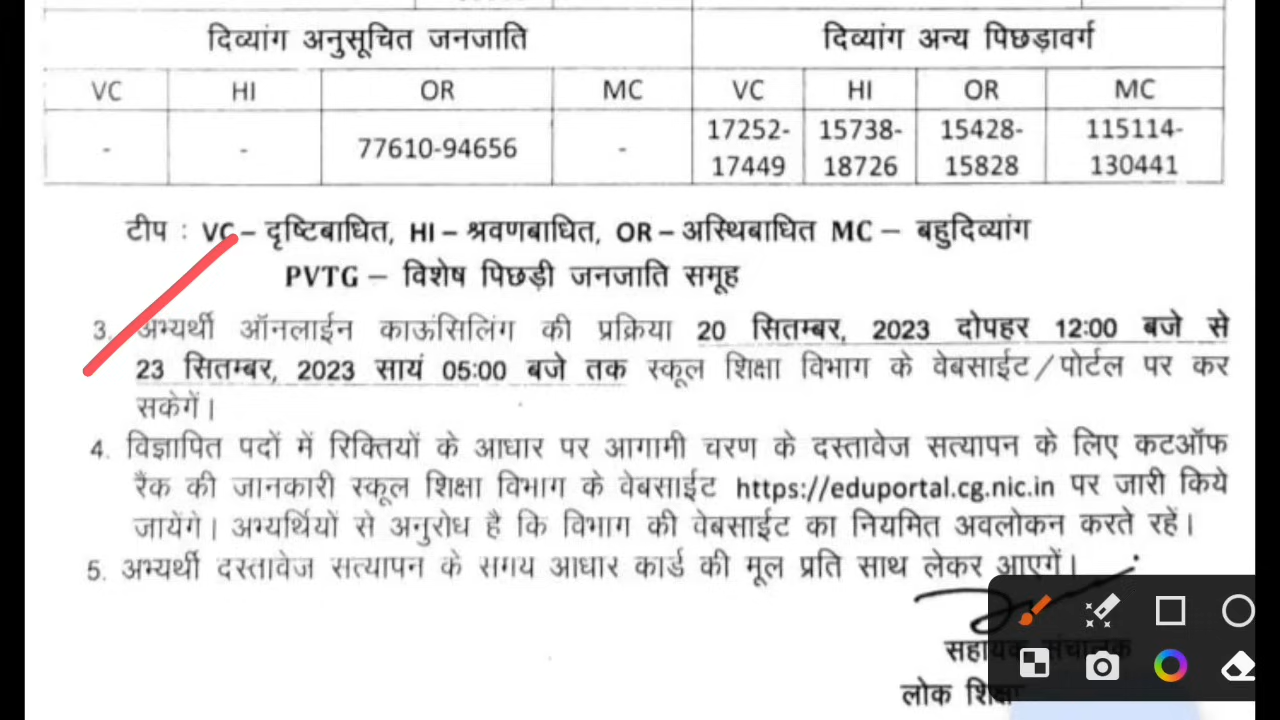 दिव्यांग अनुसूचित जनजाति दिव्यांग अन्य पिछड़ावर्ग
VC HI OR MC VC HI OR MC
- - 77610-94656 - 17252-17449 15738-18726 15428-15828 115114-130441
टीप : VC – दृष्टिबाधित, HI – श्रवणबाधित, OR – अस्थिबाधित MC – बहुदिव्यांग
PVTG – विशेष पिछड़ी जनजाति समूह
3. अभ्यर्थी ऑनलाईन काऊंसिलिंग की प्रक्रिया 20 सितम्बर, 2023 दोपहर 12:00 बजे से
23 सितम्बर, 2023 सायं 05:00 बजे तक स्कूल शिक्षा विभाग के वेबसाईट/पोर्टल पर कर
सकेगें।
4. विज्ञापित पदों में रिक्तियों के आधार पर आगामी चरण के दस्तावेज सत्यापन के लिए कटऑफ
रैंक की जानकारी स्कूल शिक्षा विभाग के वेबसाईट https://eduportal.cg.nic.in पर जारी किये
जायेंगे। अभ्यर्थियों से अनुरोध है कि विभाग की वेबसाईट का नियमित अवलोकन करते रहें।
5. अभ्यर्थी दस्तावेज सत्यापन के समय आधार कार्ड की मूल प्रति साथ लेकर आएगें।
सहायक संचालक
लोक शिक्षा